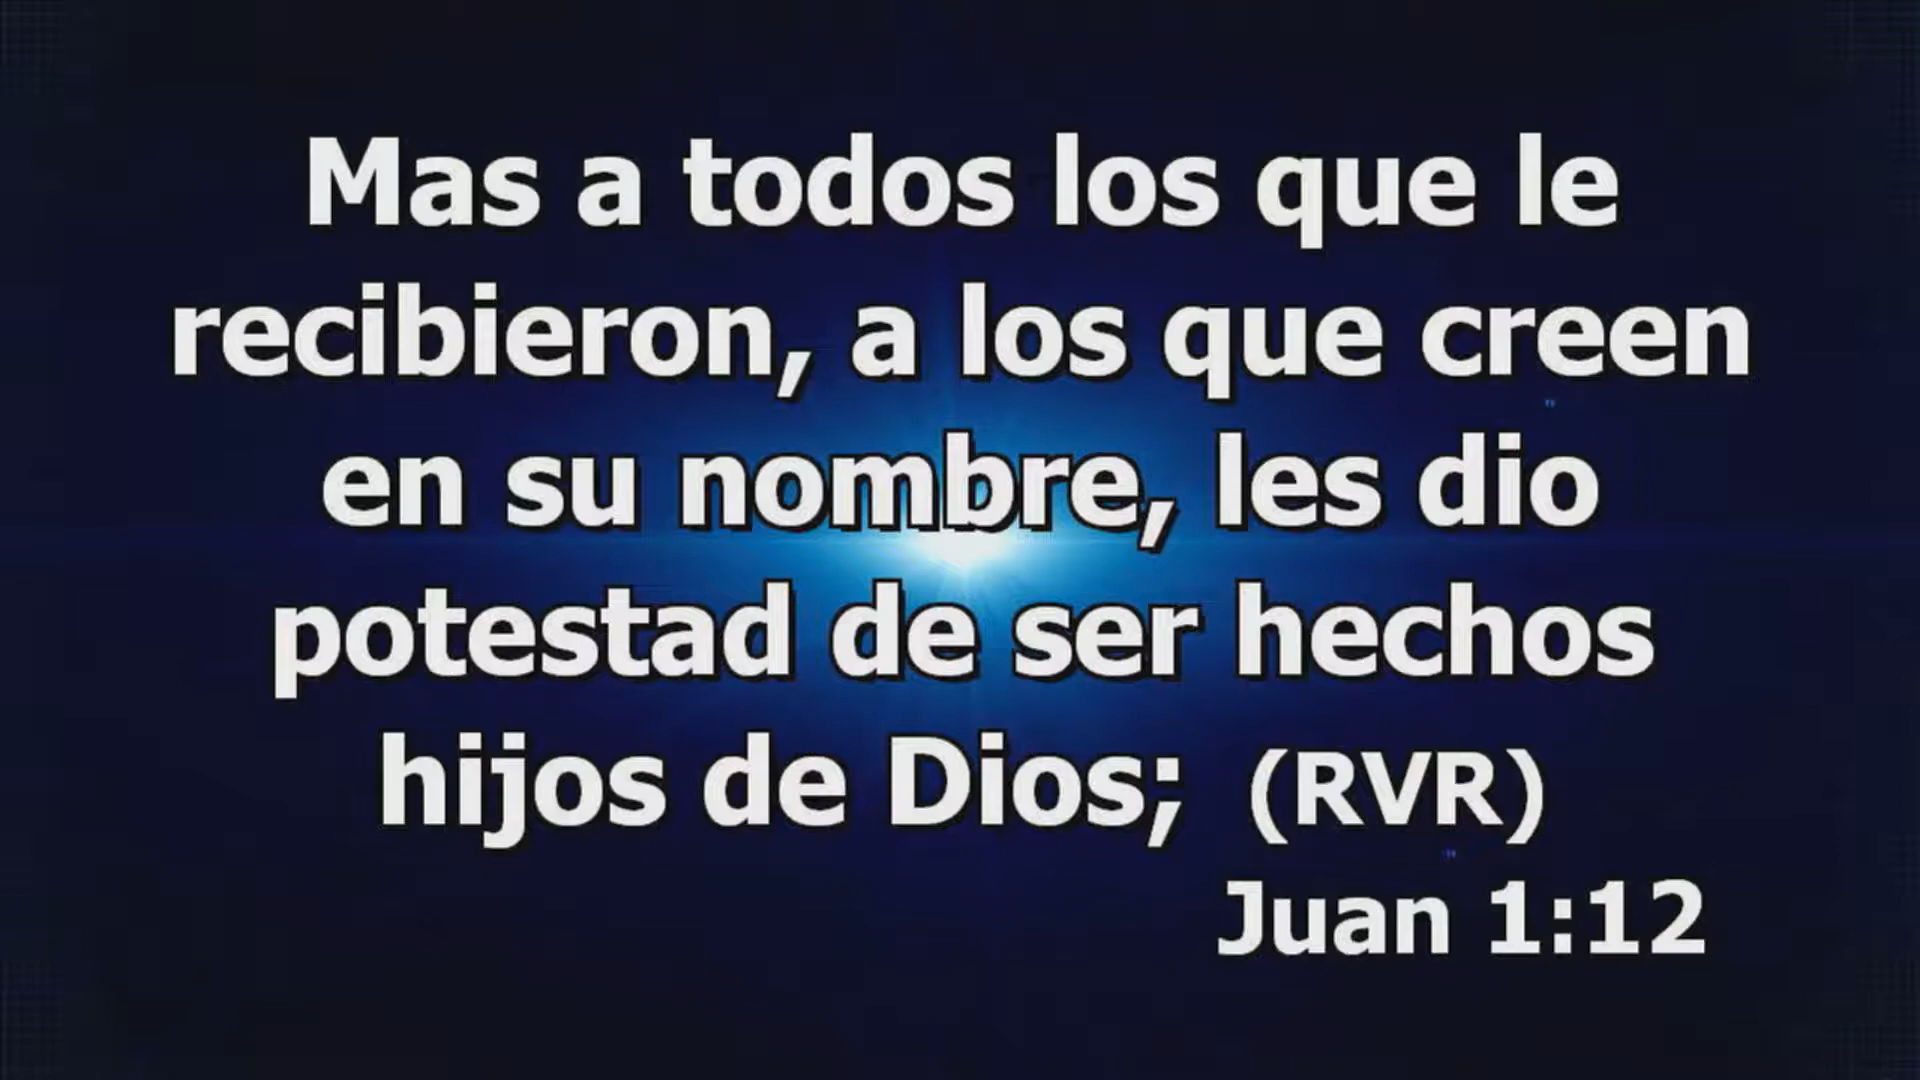 Mas a todos los que le
recibieron, a los que creen
en su nombre, les dio
potestad de ser hechos
hijos de Dios; (RVR)
Juan 1:12